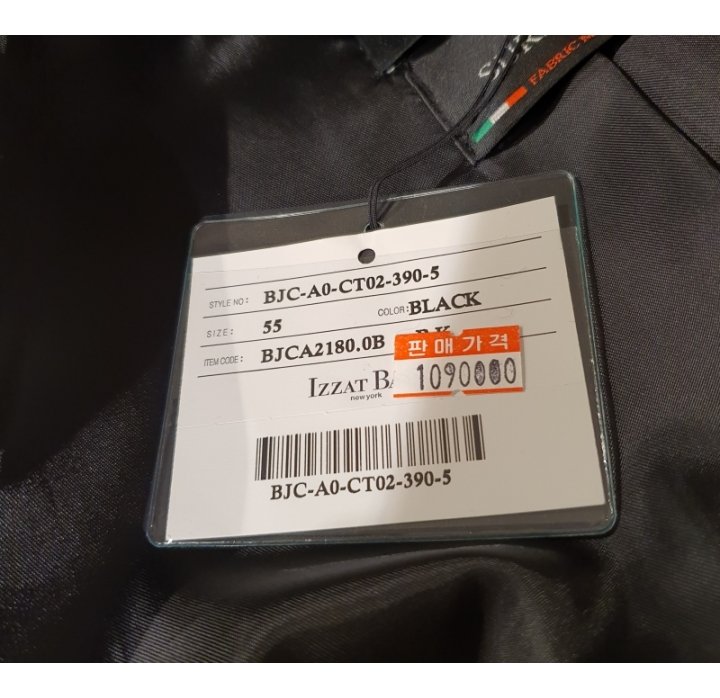 FABRIC
STYLE NO: BJC-A0-CT02-390-5
SIZE: 55 COLOR: BLACK
ITEM CODE: BJCA2180.0B
판매가격
1090000
IZZAT
new york
BJC-A0-CT02-390-5